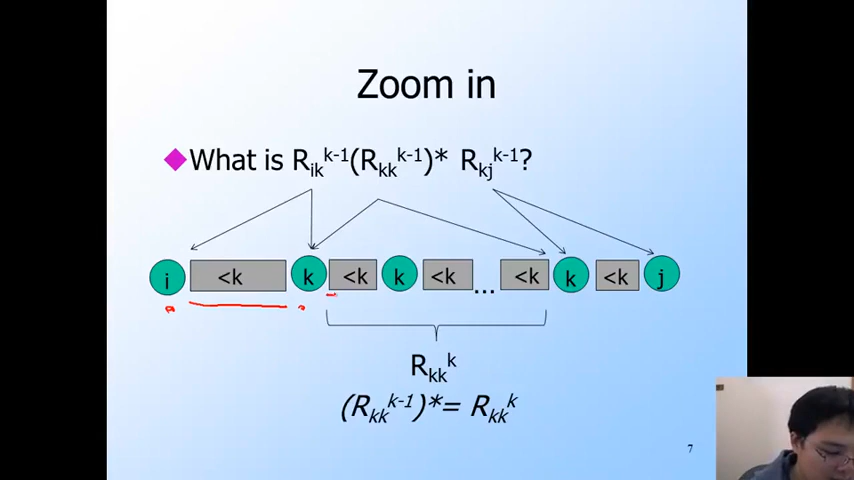 Zoom in
What is R_ik^k-1(R_kk^k-1)* R_kj^k-1?
i <k k <k k <k ... <k k <k j
R_kk^k
(R_kk^k-1)*= R_kk^k
7